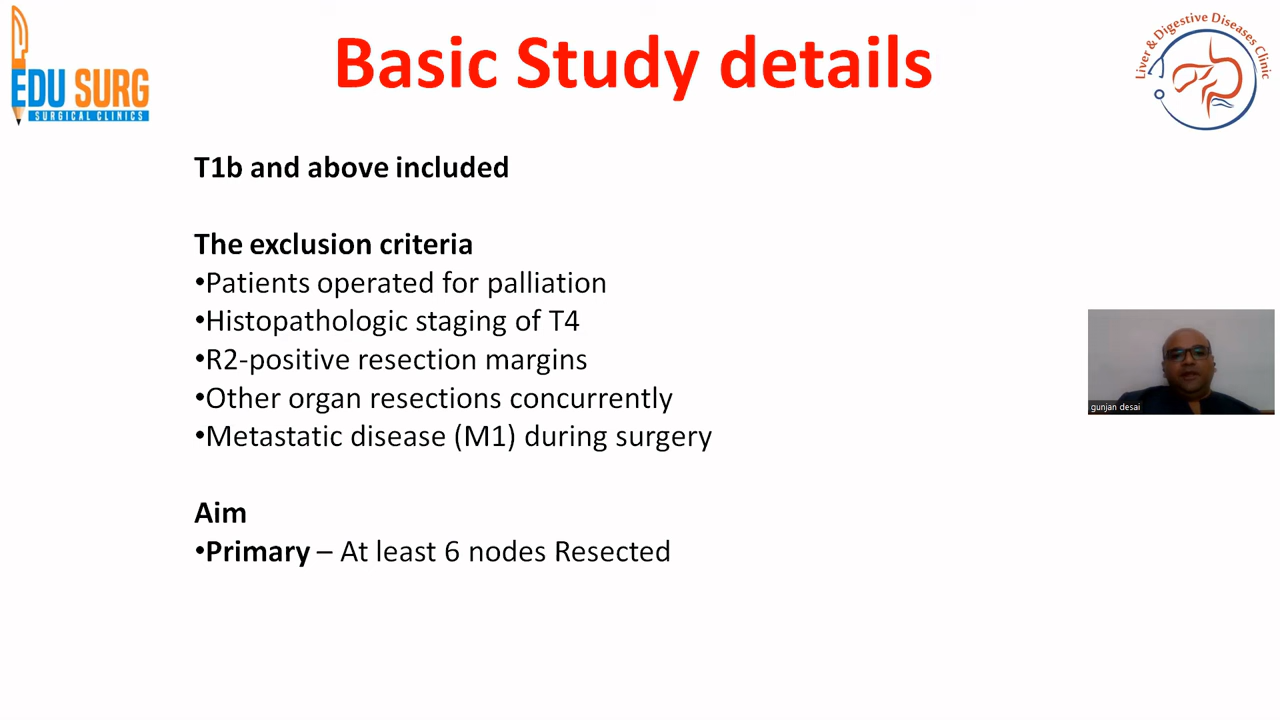 EDU SURG
SURGICAL CLINICS
Basic Study details
Liver & Digestive Diseases Clinic
T1b and above included
The exclusion criteria
•Patients operated for palliation
•Histopathologic staging of T4
•R2-positive resection margins
•Other organ resections concurrently
•Metastatic disease (M1) during surgery
gunjan desai
Aim
•Primary – At least 6 nodes Resected